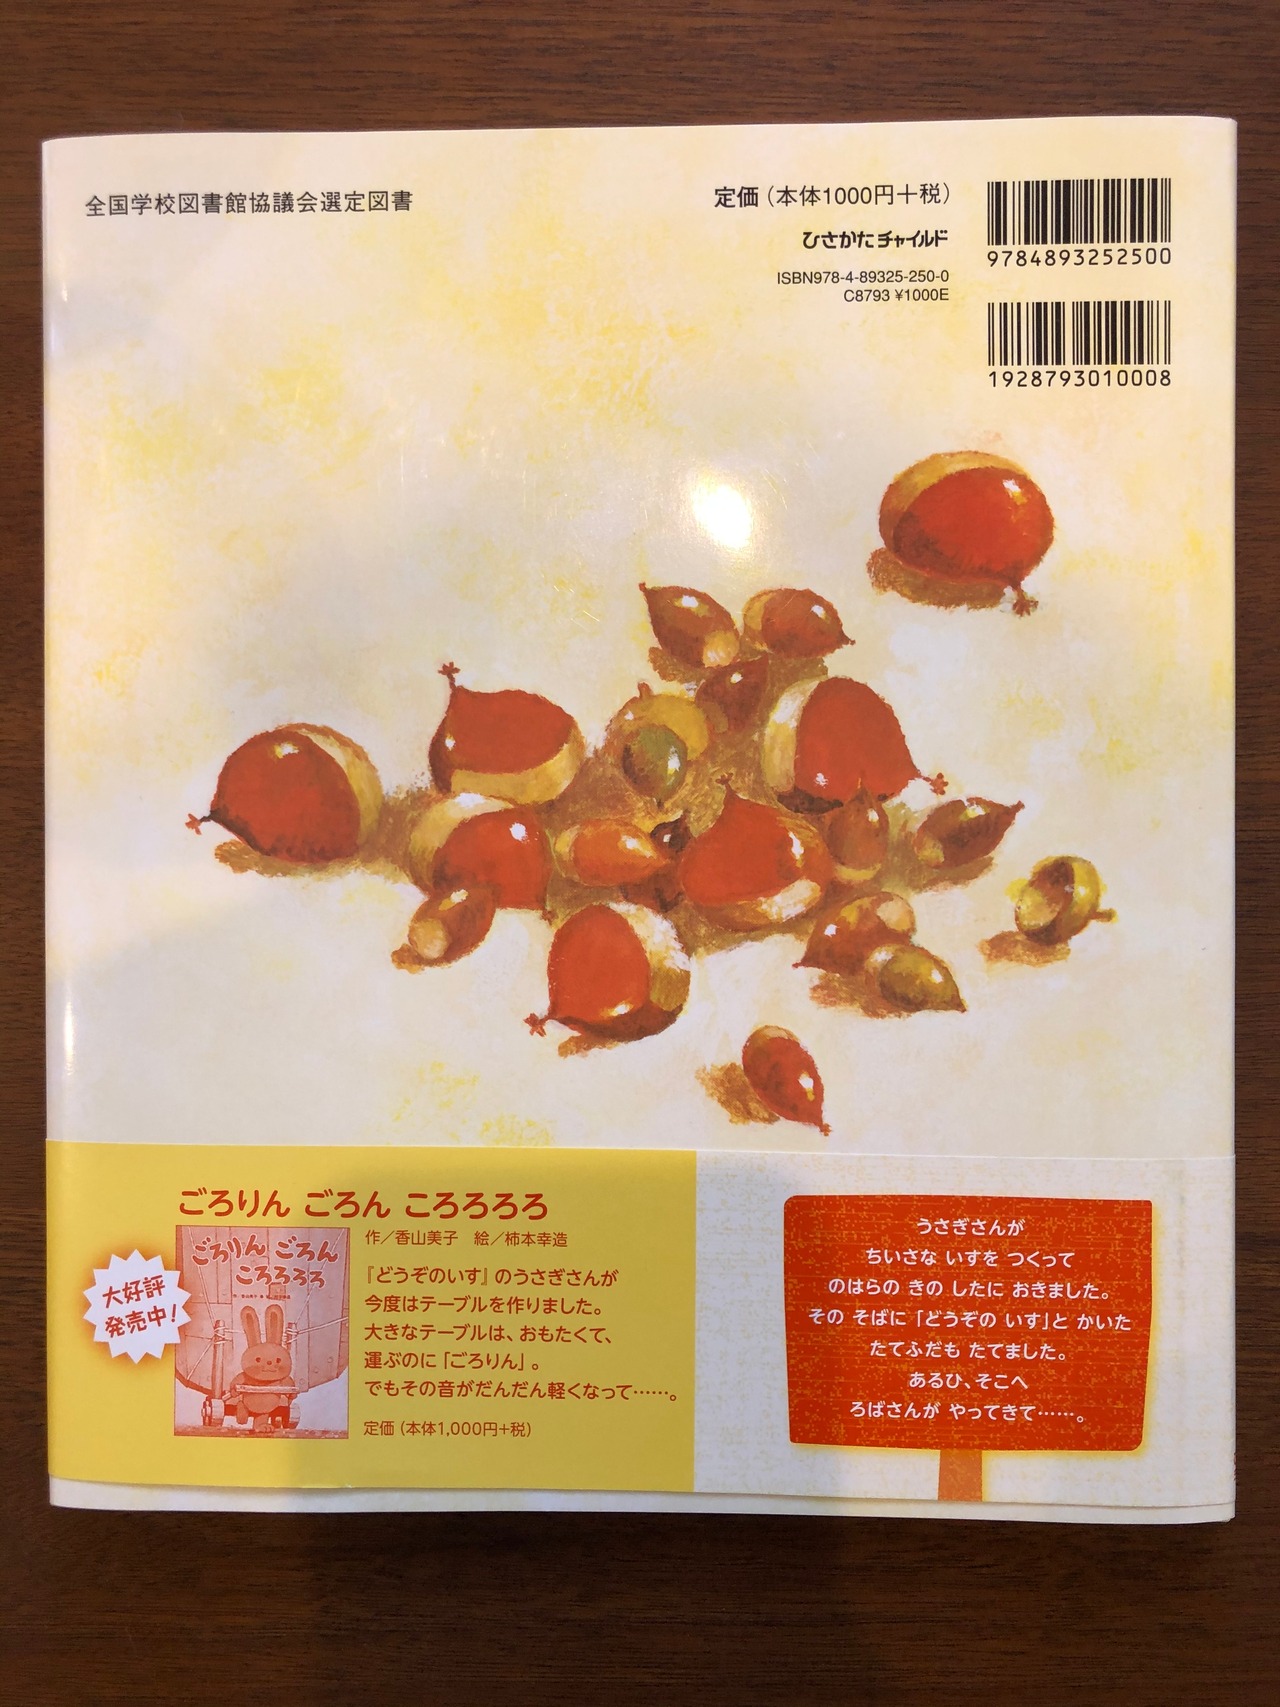 全国学校図書館協議会選定図書
定価（本体1000円＋税）
ひさかたチャイルド
ISBN978-4-89325-250-0
C8793 ¥1000E
9784893252500
1928793010008
ごろりん ごろん ころろろろ
作／香山美子　絵／柿本幸造
『どうぞのいす』のうさぎさんが
今度はテーブルを作りました。
大きなテーブルは、おもたくて、
運ぶのに「ごろりん」。
でもその音がだんだん軽くなって……。
定価（本体1,000円+税）
大好評
発売中！
ごろりん ごろん
ころろろろ
うさぎさんが
ちいさな いすを つくって
のはらの きの したに おきました。
その そばに「どうぞの いす」と かいた
たてふだも たてました。
あるひ、そこへ
ろばさんが やってきて……。